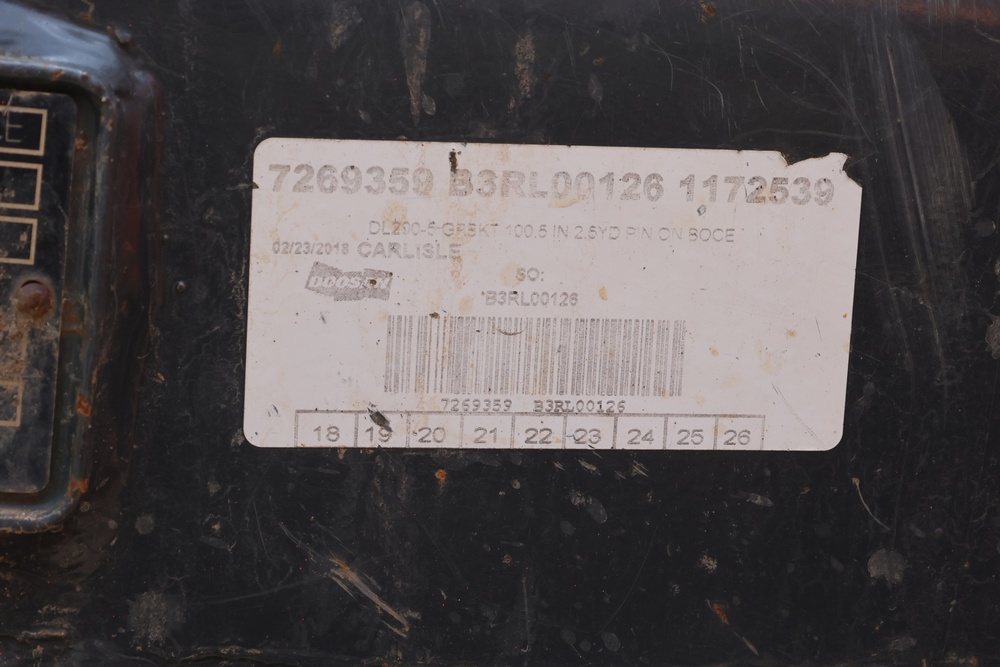 7269359 B3RL00126 1172539
DL290-5 GPBKT 100.5 IN 2.5YD PIN ON BOCE
02/23/2018 CARLISLE
DOOSAN
SO:
*B3RL00126
7269359 B3RL00126
18 19 20 21 22 23 24 25 26